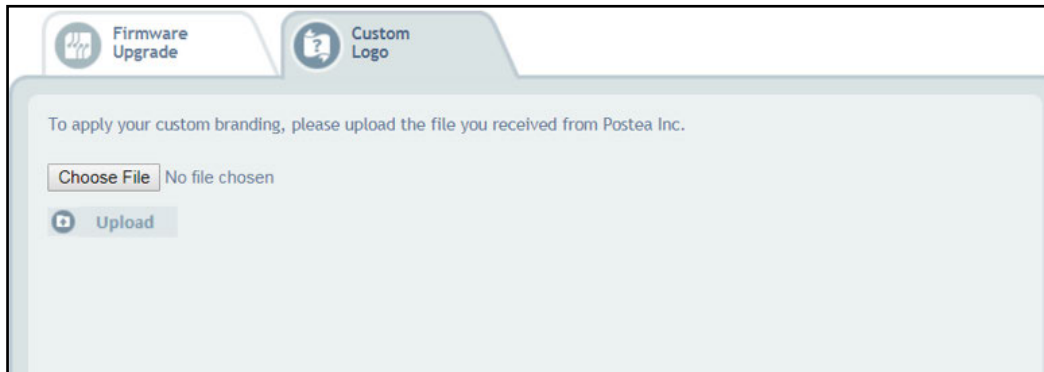 Firmware
Upgrade
Custom
Logo
To apply your custom branding, please upload the file you received from Postea Inc.
Choose File No file chosen
Upload